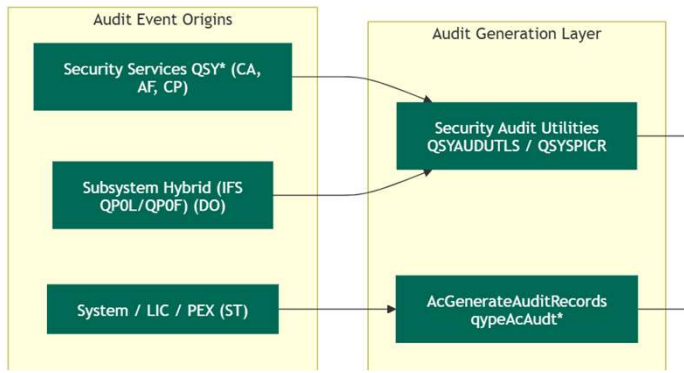 Audit Event Origins
Security Services QSY* (CA,
AF, CP)
Subsystem Hybrid (IFS
QP0L/QP0F) (DO)
System / LIC / PEX (ST)
Audit Generation Layer
Security Audit Utilities
QSYAUDUTLS / QSYSPICR
AcGenerateAuditRecords
qypeAcAudt*